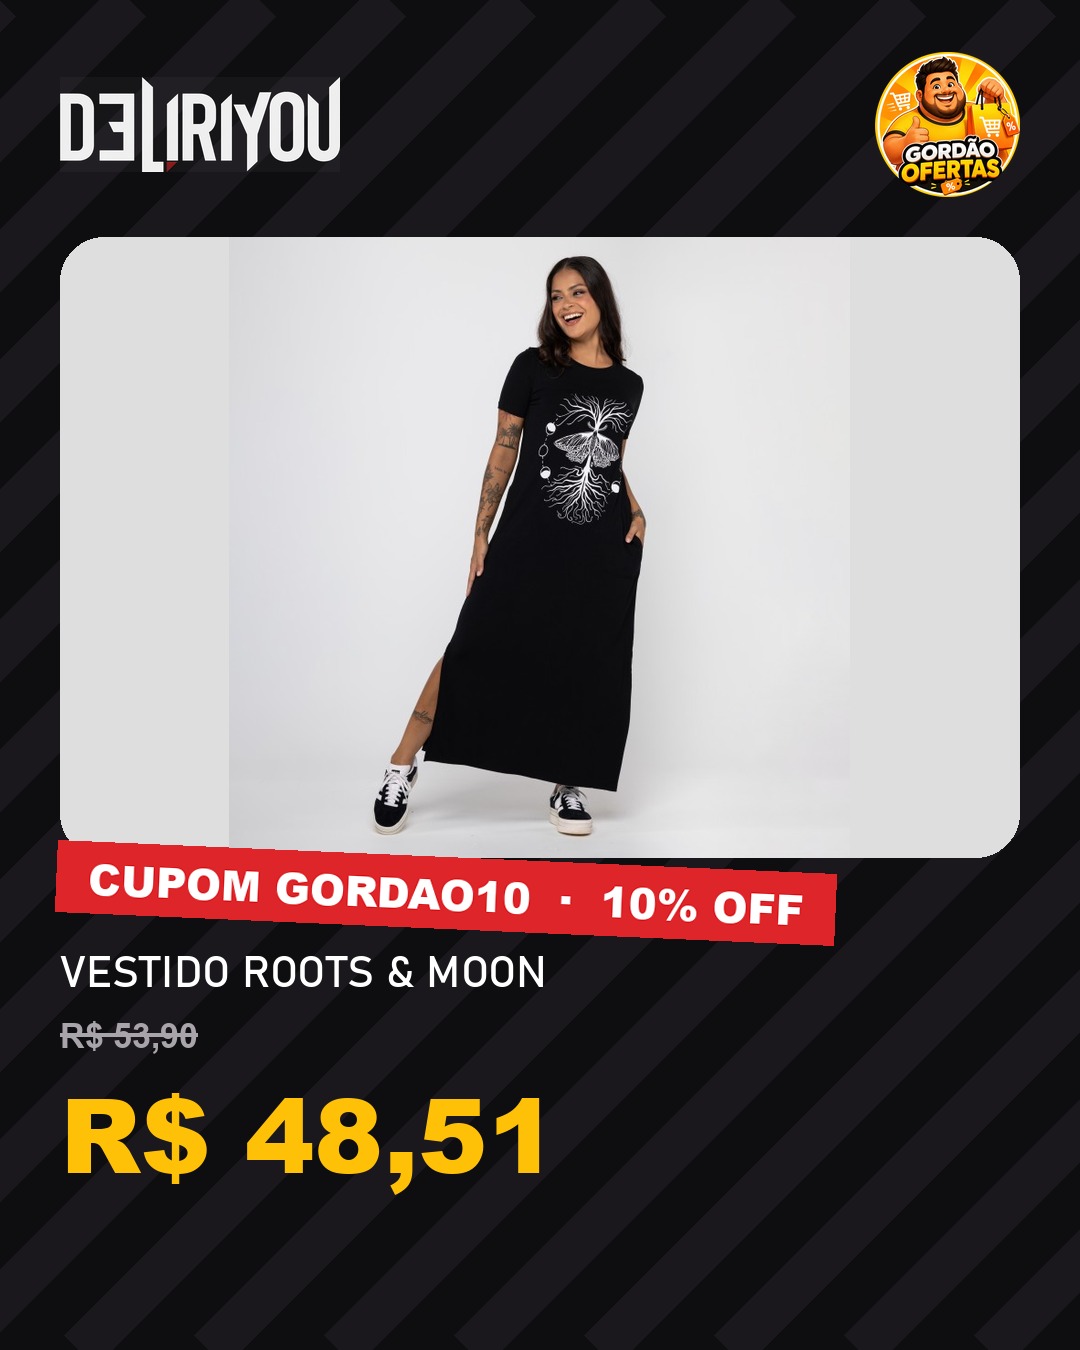 DELIRIYOU
GORDÃO
OFERTAS
%
%
CUPOM GORDAO10 · 10% OFF
VESTIDO ROOTS & MOON
R$ 53,90
R$ 48,51